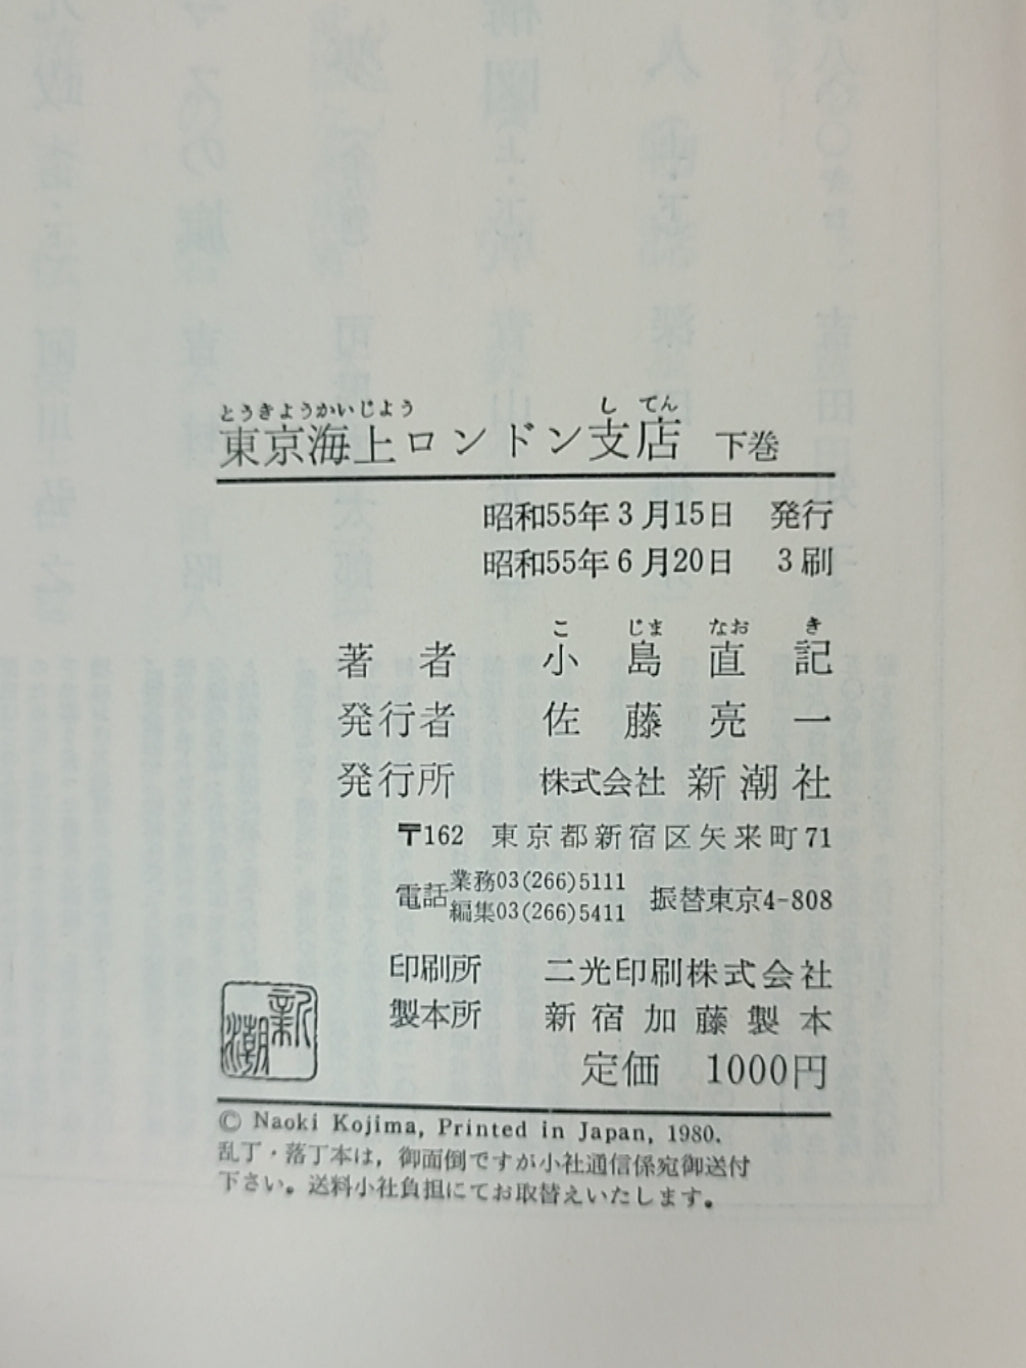 とうきようかいじよう　してん
東京海上ロンドン支店　下巻
昭和55年3月15日　発行
昭和55年6月20日　3刷
こ　じま　なお　き
著者　小島直記
発行者　佐藤亮一
発行所　株式会社 新潮社
〒162　東京都新宿区矢来町71
電話 業務03(266)5111
編集03(266)5411　振替東京4-808
印刷所　二光印刷株式会社
製本所　新宿加藤製本
定価　1000円
新潮
© Naoki Kojima, Printed in Japan, 1980.
乱丁・落丁本は，御面倒ですが小社通信係宛御送付
下さい。送料小社負担にてお取替えいたします。